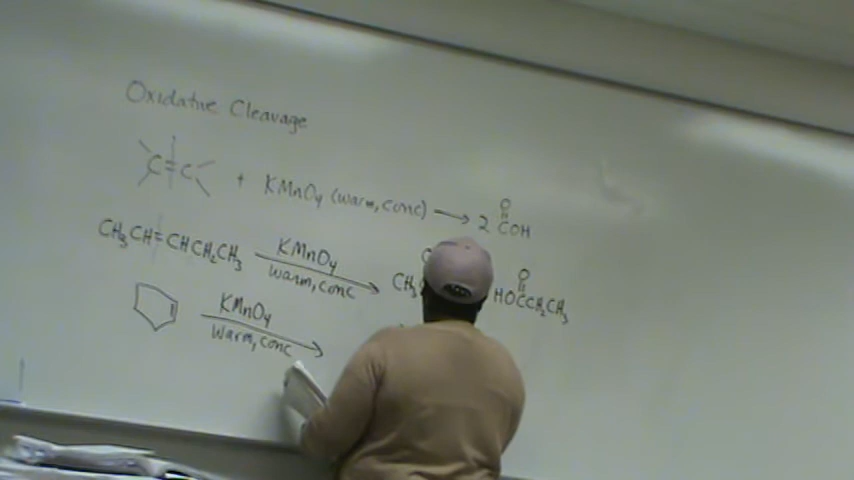 Oxidative Cleavage
C=C + KMnO4 (warm, conc) → 2 COH
O
CH3CH=CHCH2CH3 KMnO4 warm, conc → CH3 HOCCH2CH3
O
KMnO4 warm, conc →